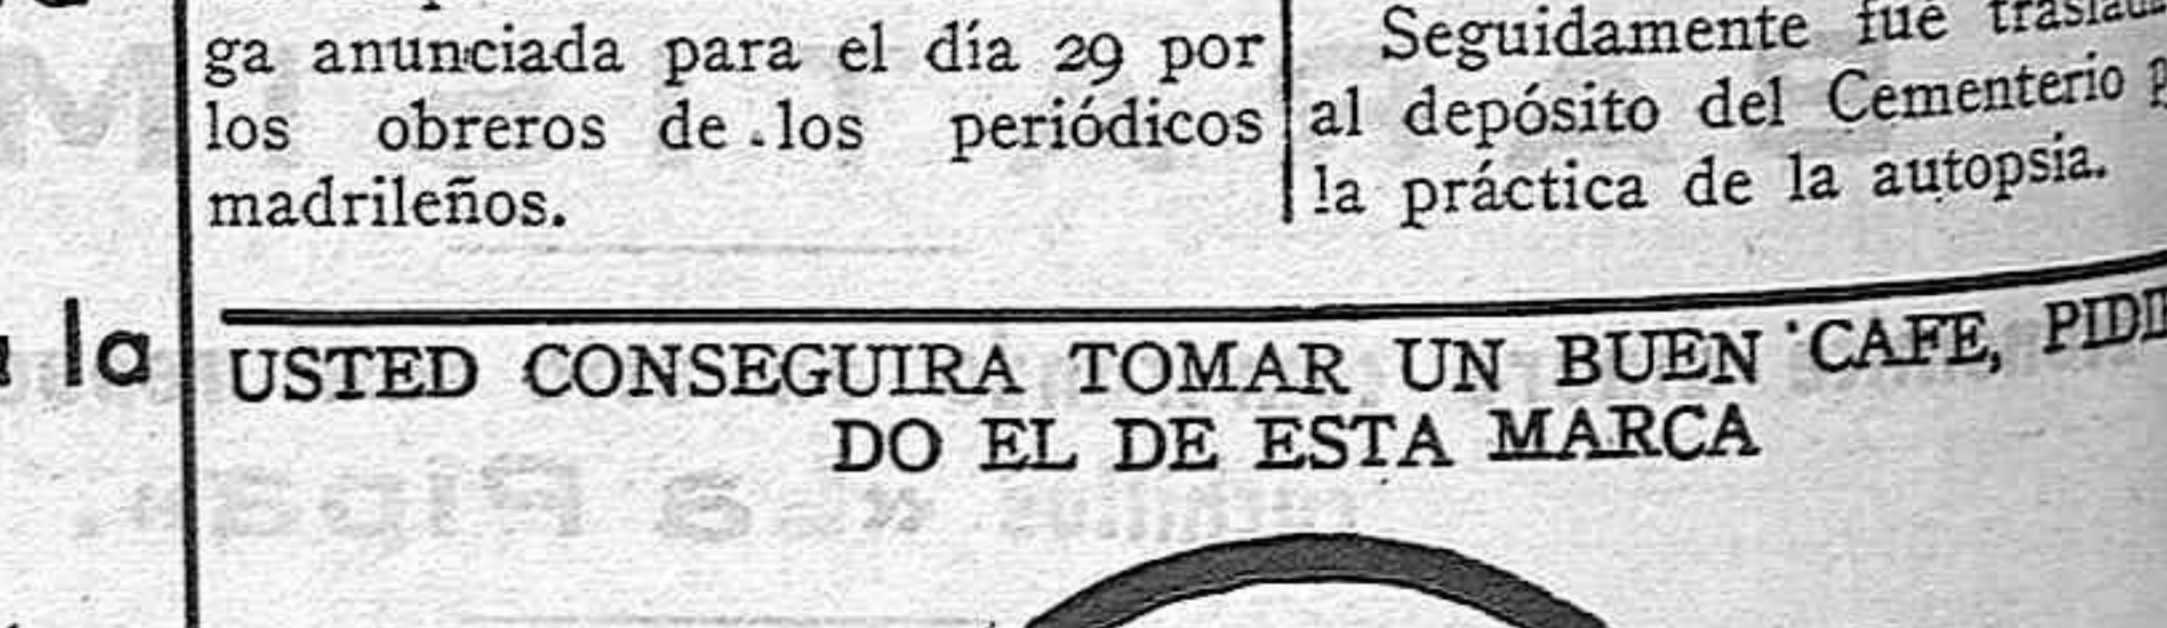 ga anunciada para el día 29 por
los obreros de los periódicos
madrileños.
Seguidamente fué
al depósito del Cementerio
la práctica de la autopsia.
la
USTED CONSEGUIRA TOMAR UN BUEN CAFE,
DO EL DE ESTA MARCA